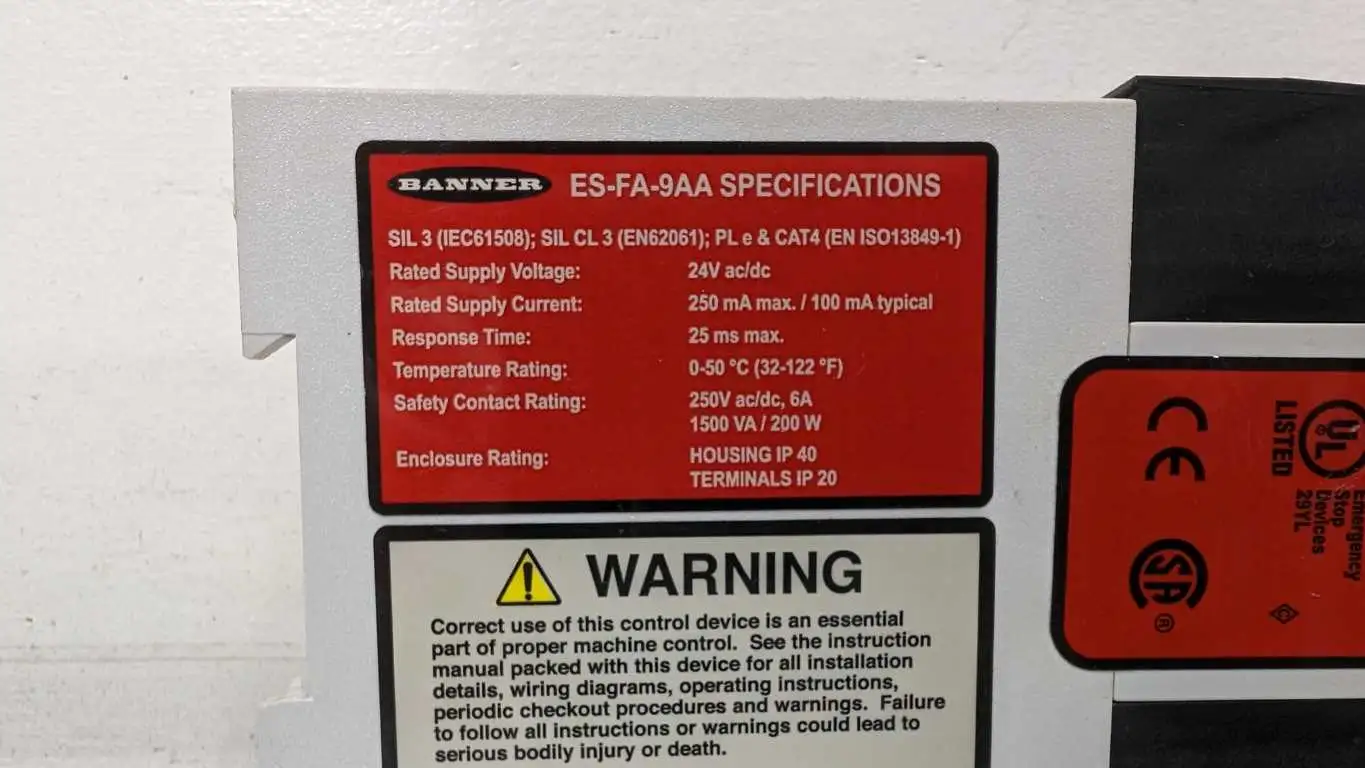 BANNER ES-FA-9AA SPECIFICATIONS
SIL 3 (IEC61508); SIL CL 3 (EN62061); PL e & CAT4 (EN ISO13849-1)
Rated Supply Voltage: 24V ac/dc
Rated Supply Current: 250 mA max. / 100 mA typical
Response Time: 25 ms max.
Temperature Rating: 0-50 °C (32-122 °F)
Safety Contact Rating: 250V ac/dc, 6A
1500 VA / 200 W
Enclosure Rating: HOUSING IP 40
TERMINALS IP 20
WARNING
Correct use of this control device is an essential
part of proper machine control. See the instruction
manual packed with this device for all installation
details, wiring diagrams, operating instructions,
periodic checkout procedures and warnings. Failure
to follow all instructions or warnings could lead to
serious bodily injury or death.
CE
SA®
UL
LISTED
Emergency
Stop
Devices
29YL